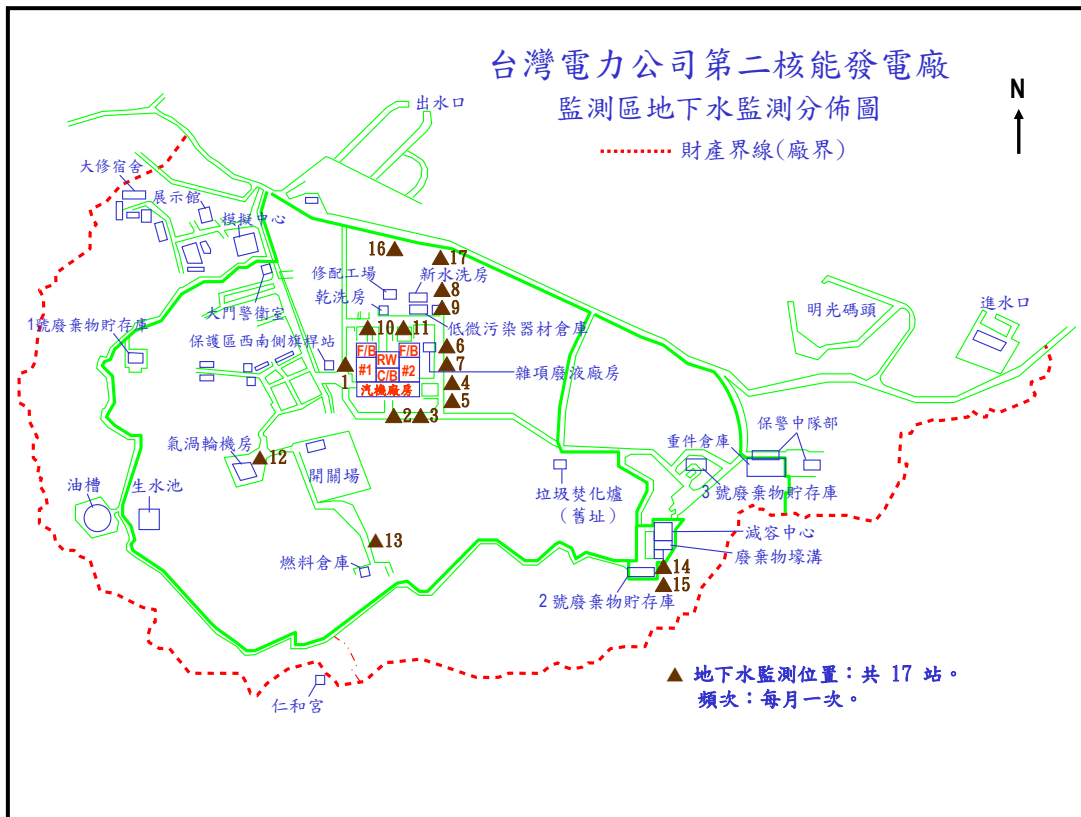 台灣電力公司第二核能發電廠
監測區地下水監測分佈圖
財產界線(廠界)
N
出水口
大修宿舍
展示館
模擬中心
16
17
修配工場
新水洗房
8
乾洗房
9
大門警衛室
明光碼頭
進水口
1號廢棄物貯存庫
10
11
低微污染器材倉庫
保護區西南側旗桿站
F/B
RW
F/B
6
#1
C/B
#2
7
雜項廢液廠房
1
汽機廠房
4
5
2
3
保警中隊部
氣渦輪機房
12
重件倉庫
開關場
油槽
生水池
垃圾焚化爐
(舊址)
3號廢棄物貯存庫
減容中心
13
廢棄物壕溝
燃料倉庫
14
15
2號廢棄物貯存庫
仁和宮
地下水監測位置：共 17 站。
頻次：每月一次。